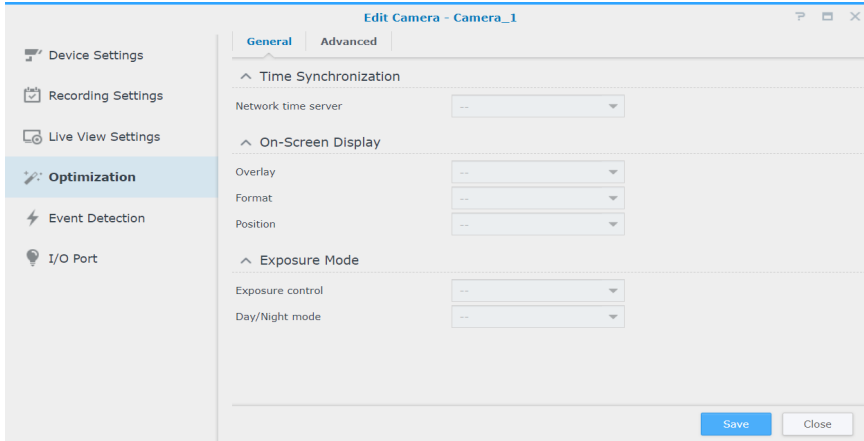 Edit Camera - Camera_1
Device Settings
Recording Settings
Live View Settings
Optimization
Event Detection
I/O Port
General Advanced
Time Synchronization
Network time server --
On-Screen Display
Overlay --
Format --
Position --
Exposure Mode
Exposure control --
Day/Night mode --
Save Close